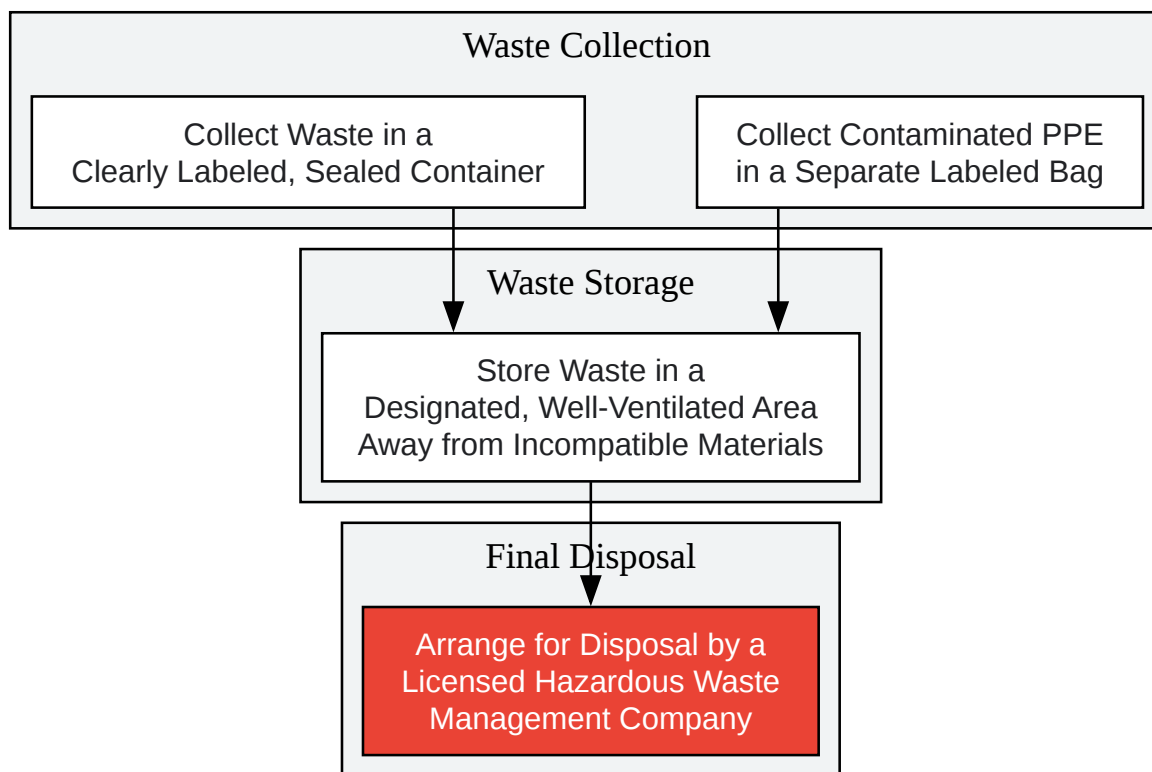 Waste Collection
Collect Waste in a
Clearly Labeled, Sealed Container
Collect Contaminated PPE
in a Separate Labeled Bag
Waste Storage
Store Waste in a
Designated, Well-Ventilated Area
Away from Incompatible Materials
Final Disposal
Arrange for Disposal by a
Licensed Hazardous Waste
Management Company